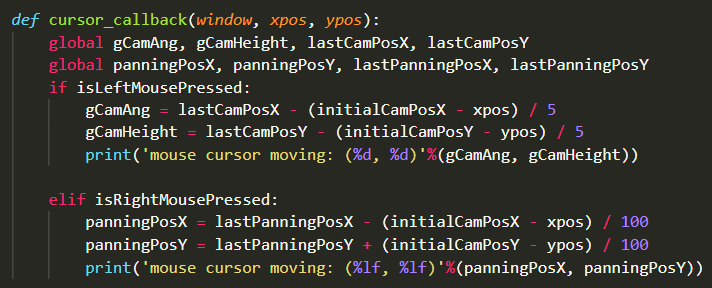 def cursor_callback(window, xpos, ypos):
    global gCamAng, gCamHeight, lastCamPosX, lastCamPosY
    global panningPosX, panningPosY, lastPanningPosX, lastPanningPosY
    if isLeftMousePressed:
        gCamAng = lastCamPosX - (initialCamPosX - xpos) / 5
        gCamHeight = lastCamPosY - (initialCamPosY - ypos) / 5
        print('mouse cursor moving: (%d, %d)'%(gCamAng, gCamHeight))

    elif isRightMousePressed:
        panningPosX = lastPanningPosX - (initialCamPosX - xpos) / 100
        panningPosY = lastPanningPosY + (initialCamPosY - ypos) / 100
        print('mouse cursor moving: (%lf, %lf)'%(panningPosX, panningPosY))